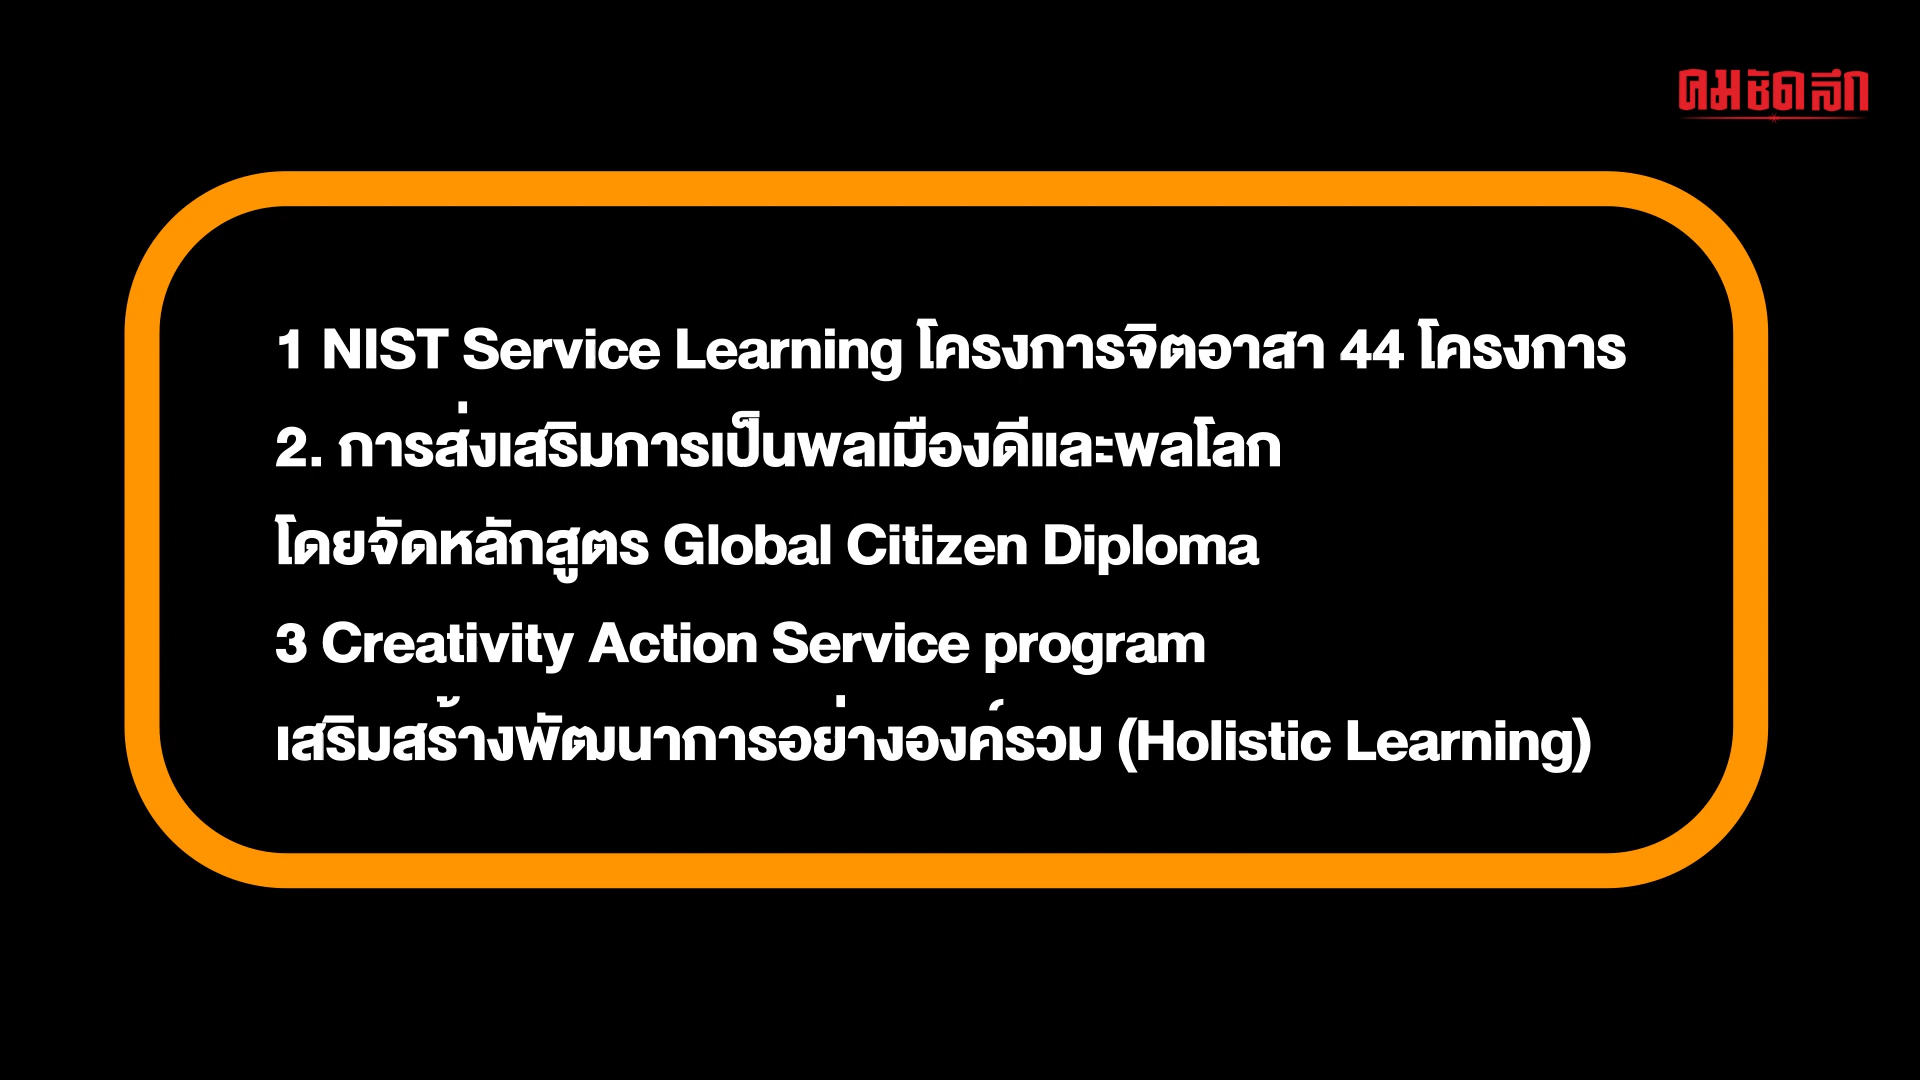 คมชัดลึก
1 NIST Service Learning โครงการจิตอาสา 44 โครงการ
2. การส่งเสริมการเป็นพลเมืองดีและพลโลก
โดยจัดหลักสูตร Global Citizen Diploma
3 Creativity Action Service program
เสริมสร้างพัฒนาการอย่างองค์รวม (Holistic Learning)